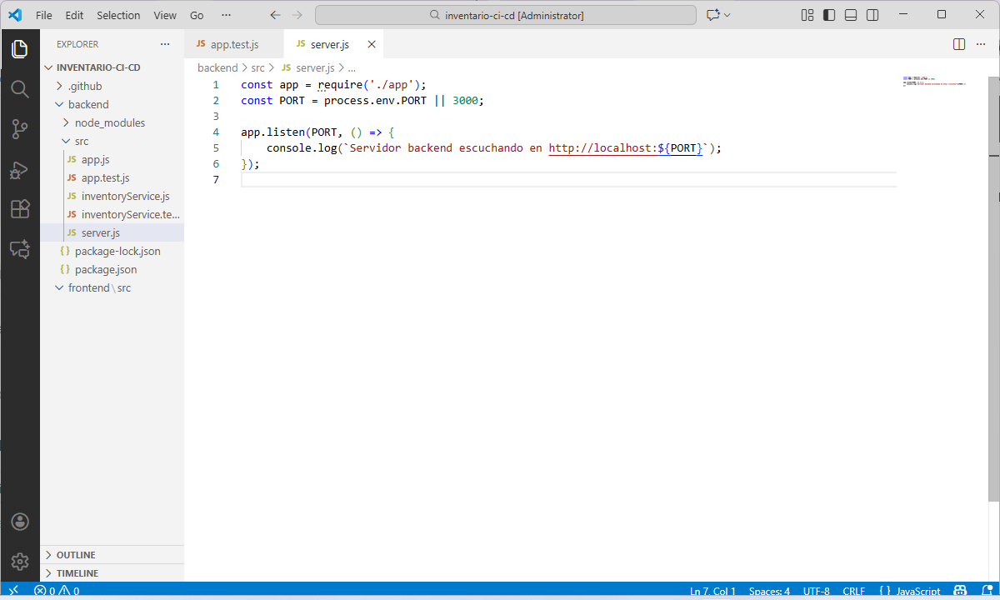 File Edit Selection View Go ··· inventario-ci-cd [Administrator]
EXPLORER ···
INVENTARIO-CI-CD
.github
backend
node_modules
src
JS app.js
JS app.test.js
JS inventoryService.js
JS inventoryService.te...
JS server.js
{} package-lock.json
{} package.json
frontend \ src
OUTLINE
TIMELINE
JS app.test.js JS server.js
backend > src > JS server.js > ...
1 const app = require('./app');
2 const PORT = process.env.PORT || 3000;
3
4 app.listen(PORT, () => {
5 console.log(`Servidor backend escuchando en http://localhost:${PORT}`);
6 });
7
0 0 Ln 7, Col 1 Spaces: 4 UTF-8 CRLF {} JavaScript